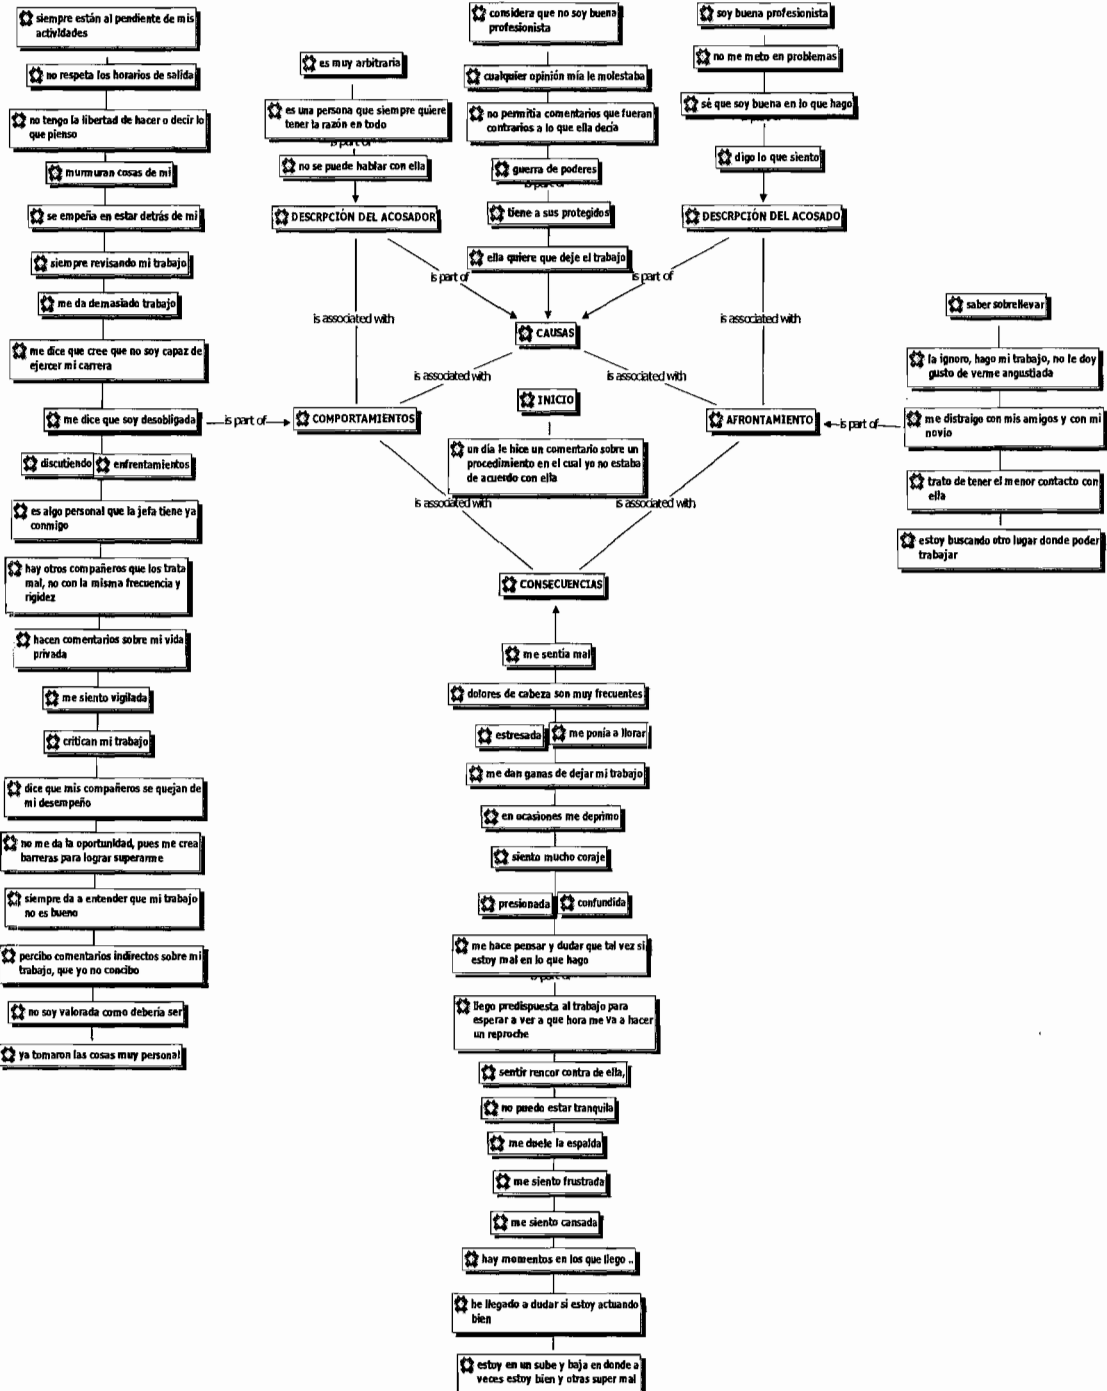 siempre están al pendiente de mis
actividades
no respeta los horarios de salida
no tengo la libertad de hacer o decir lo
que pienso
murmuran cosas de mi
se empeña en estar detrás de mi
siempre revisando mi trabajo
me da demasiado trabajo
me dice que cree que no soy capaz de
ejercer mi carrera
me dice que soy desobligada
discutiendo
enfrentamientos
es algo personal que la jefa tiene ya
conmigo
hay otros compañeros que los trata
mal, no con la misma frecuencia y
rigidez
hacen comentarios sobre mi vida
privada
me siento vigilada
critican mi trabajo
dice que mis compañeros se quejan de
mi desempeño
no me da la oportunidad, pues me crea
barreras para lograr superarme
siempre da a entender que mi trabajo
no es bueno
percibo comentarios indirectos sobre mi
trabajo, que yo no concibo
no soy valorada como debería ser
ya tomaron las cosas muy personal
is part of
COMPORTAMIENTOS
es muy arbitraria
es una persona que siempre quiere
tener la razón en todo
is part of
no se puede hablar con ella
DESCRPCIÓN DEL ACOSADOR
is part of
is associated with
considera que no soy buena
profesionista
cualquier opinión mía le molestaba
no permitia comentarios que fueran
contrarios a lo que ella decía
guerra de poderes
is part of
tiene a sus protegidos
ella quiere que deje el trabajo
CAUSAS
is associated with
is associated with
INICIO
un día le hice un comentario sobre un
procedimiento en el cual yo no estaba
de acuerdo con ella
soy buena profesionista
no me meto en problemas
sé que soy buena en lo que hago
digo lo que siento
DESCRPCIÓN DEL ACOSADO
is part of
is associated with
AFRONTAMIENTO
is part of
saber sobrellevar
la ignoro, hago mi trabajo, no le doy
gusto de verme angustiada
me distraigo con mis amigos y con mi
novio
trato de tener el menor contacto con
ella
estoy buscando otro lugar donde poder
trabajar
is associated with
is associated with
CONSECUENCIAS
me sentía mal
dolores de cabeza son muy frecuentes
estresada
me ponía a llorar
me dan ganas de dejar mi trabajo
en ocasiones me deprimo
siento mucho coraje
presionada
confundida
me hace pensar y dudar que tal vez si
estoy mal en lo que hago
is part of
llego predispuesta al trabajo para
esperar a ver a que hora me va a hacer
un reproche
sentir rencor contra de ella,
no puedo estar tranquila
me duele la espalda
me siento frustrada
me siento cansada
hay momentos en los que llego ..
he llegado a dudar si estoy actuando
bien
estoy en un sube y baja en donde a
veces estoy bien y otras super mal